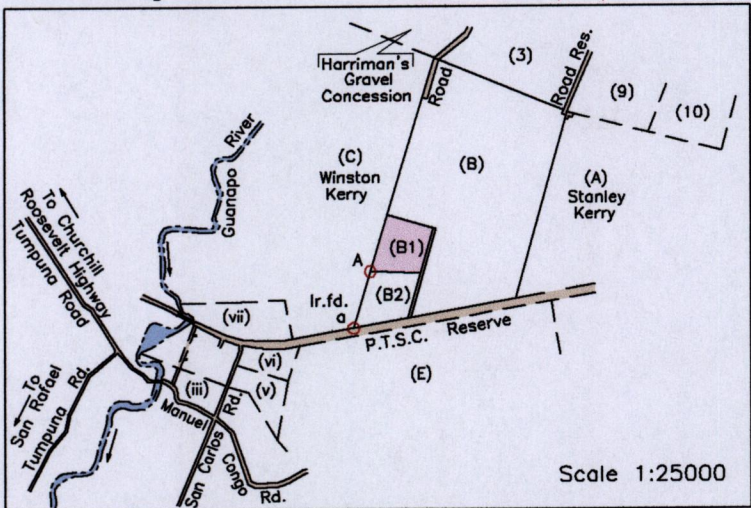 Harriman's
Gravel
Concession
Road
(3)
Road Res.
(9)
(10)
River
Guanapo
(C)
Winston
Kerry
(B)
(A)
Stanley
Kerry
To Churchill
Roosevelt Highway
Tumpuna Road
(B1)
A
(B2)
Ir.fd.
a
P.T.S.C. Reserve
(vii)
(vi)
(v)
(iii)
(E)
To
San Rafael
Tumpuna Rd.
Manuel Congo Rd.
San Carlos Rd.
Scale 1:25000